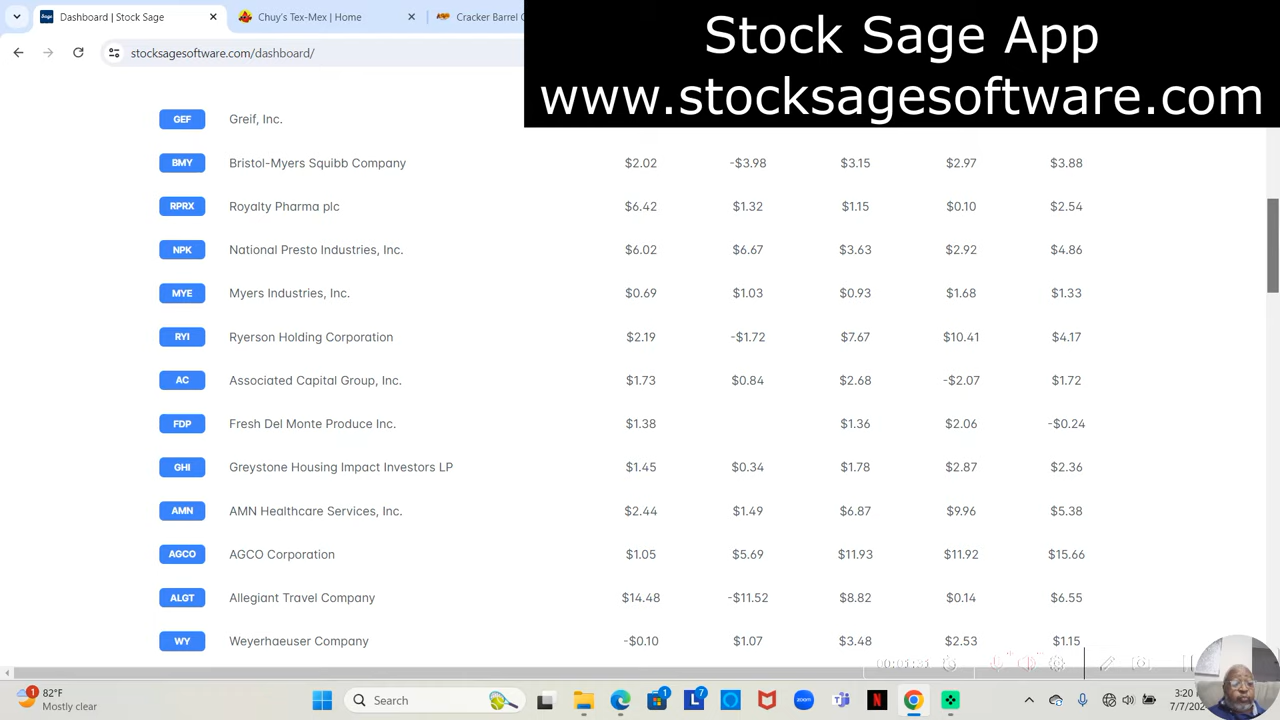 Dashboard | Stock Sage
Chuy's Tex-Mex | Home
Cracker Barrel
stocksagesoftware.com/dashboard/
Stock Sage App
www.stocksagesoftware.com
GEF Greif, Inc.
BMY Bristol-Myers Squibb Company $2.02 -$3.98 $3.15 $2.97 $3.88
RPRX Royalty Pharma plc $6.42 $1.32 $1.15 $0.10 $2.54
NPK National Presto Industries, Inc. $6.02 $6.67 $3.63 $2.92 $4.86
MYE Myers Industries, Inc. $0.69 $1.03 $0.93 $1.68 $1.33
RYI Ryerson Holding Corporation $2.19 -$1.72 $7.67 $10.41 $4.17
AC Associated Capital Group, Inc. $1.73 $0.84 $2.68 -$2.07 $1.72
FDP Fresh Del Monte Produce Inc. $1.38 $1.36 $2.06 -$0.24
GHI Greystone Housing Impact Investors LP $1.45 $0.34 $1.78 $2.87 $2.36
AMN AMN Healthcare Services, Inc. $2.44 $1.49 $6.87 $9.96 $5.38
AGCO AGCO Corporation $1.05 $5.69 $11.93 $11.92 $15.66
ALGT Allegiant Travel Company $14.48 -$11.52 $8.82 $0.14 $6.55
WY Weyerhaeuser Company -$0.10 $1.07 $3.48 $2.53 $1.15
1 82°F
Mostly clear
Search
1
7
zoom
3:20
7/7/202